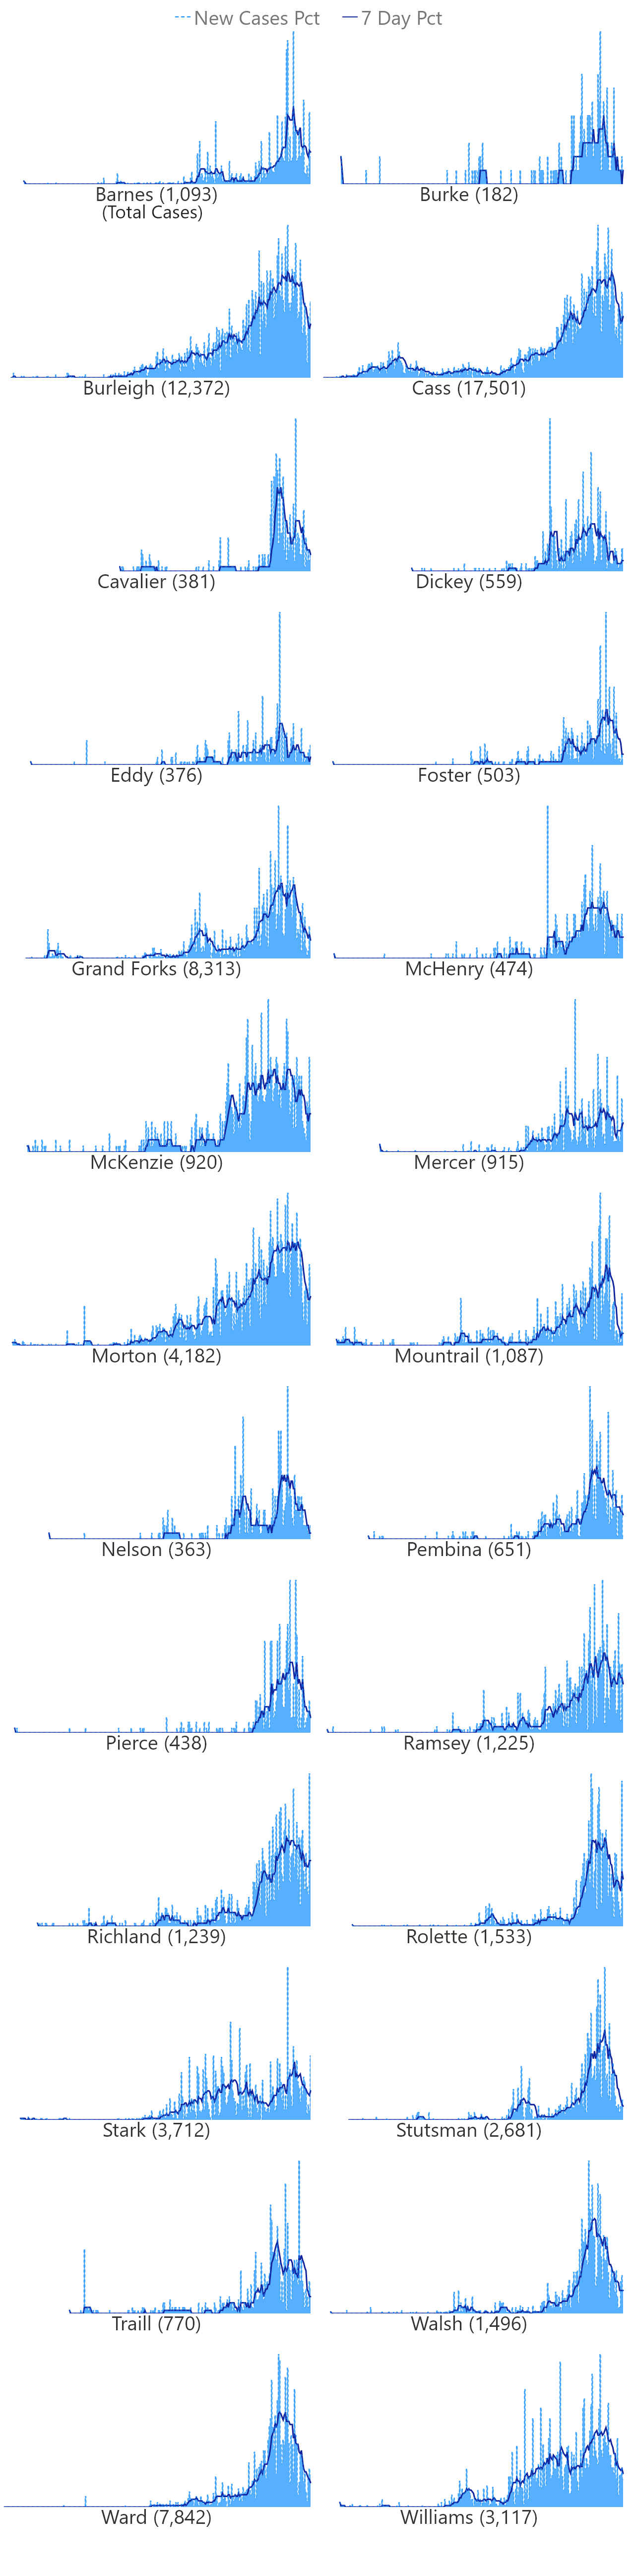 New Cases Pct 7 Day Pct
Barnes (1,093) Burke (182)
(Total Cases)
Burleigh (12,372) Cass (17,501)
Cavalier (381) Dickey (559)
Eddy (376) Foster (503)
Grand Forks (8,313) McHenry (474)
McKenzie (920) Mercer (915)
Morton (4,182) Mountrail (1,087)
Nelson (363) Pembina (651)
Pierce (438) Ramsey (1,225)
Richland (1,239) Rolette (1,533)
Stark (3,712) Stutsman (2,681)
Traill (770) Walsh (1,496)
Ward (7,842) Williams (3,117)